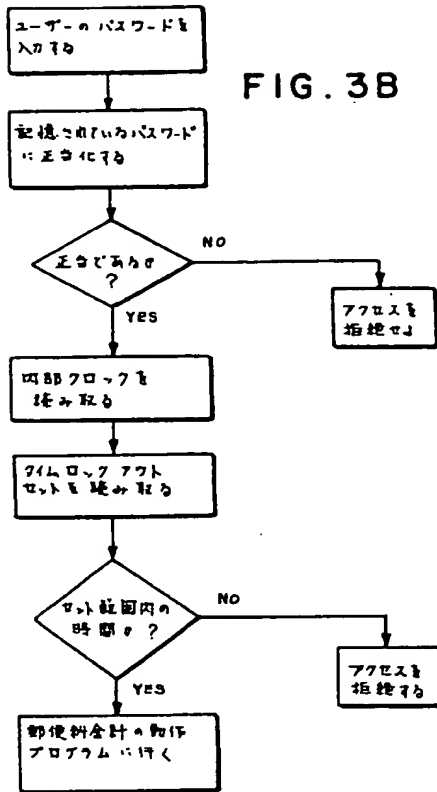 ユーザーのパスワードを
入力する
FIG. 3B
記憶されているパスワード
に正当化する
正当であるか
?
NO
YES
アクセスを
拒絶せよ
内部クロックを
読み取る
タイムロックアウト
セットを読み取る
セット範囲内の
時間か?
NO
YES
アクセスを
拒絶する
郵便料金計の動作
プログラムに行く